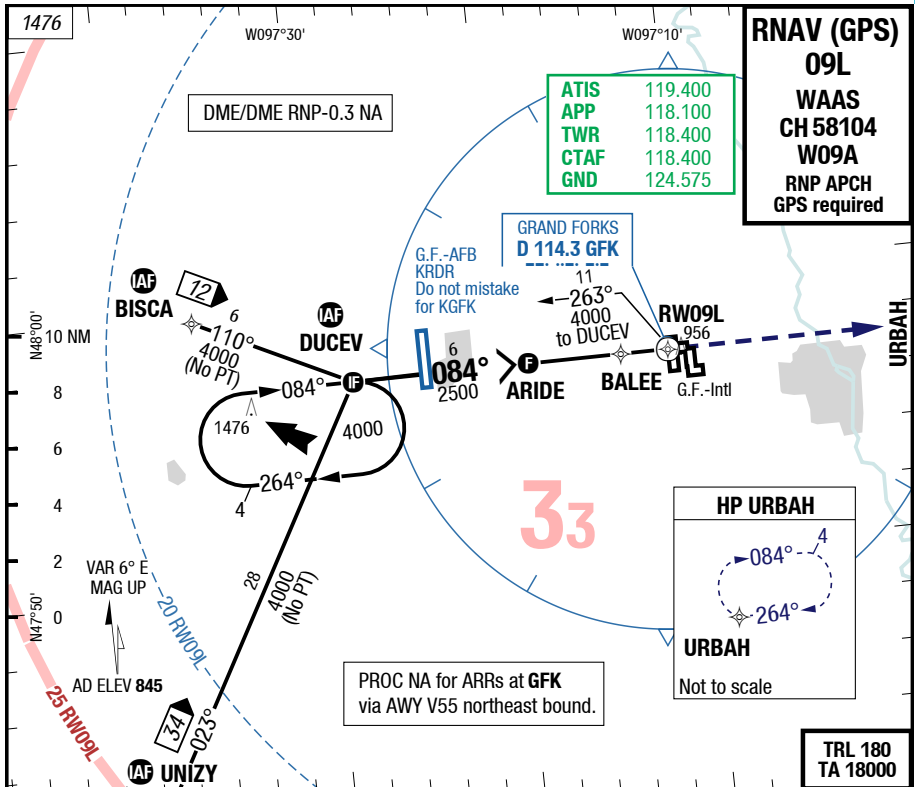 1476
W097°30'
W097°10'
RNAV (GPS)
09L
WAAS
CH 58104
W09A
RNP APCH
GPS required
DME/DME RNP-0.3 NA
ATIS 119.400
APP 118.100
TWR 118.400
CTAF 118.400
GND 124.575
GRAND FORKS
D 114.3 GFK
G.F.-AFB
KRDR
Do not mistake
for KGFK
11
263°
4000
to DUCEV
IAF
BISCA
12
6
110°
4000
(No PT)
IAF
DUCEV
RW09L
956
URBAH
N48°00'
10 NM
8
6
4
2
0
N47°50'
084°
IF
6
084°
2500
F
ARIDE
BALEE
G.F.-Intl
1476
4000
264°
4
33
HP URBAH
084°
4
264°
URBAH
Not to scale
28
4000
(No PT)
VAR 6° E
MAG UP
20 RW09L
AD ELEV 845
25 RW09L
PROC NA for ARRs at GFK
via AWY V55 northeast bound.
34
023°
IAF UNIZY
TRL 180
TA 18000